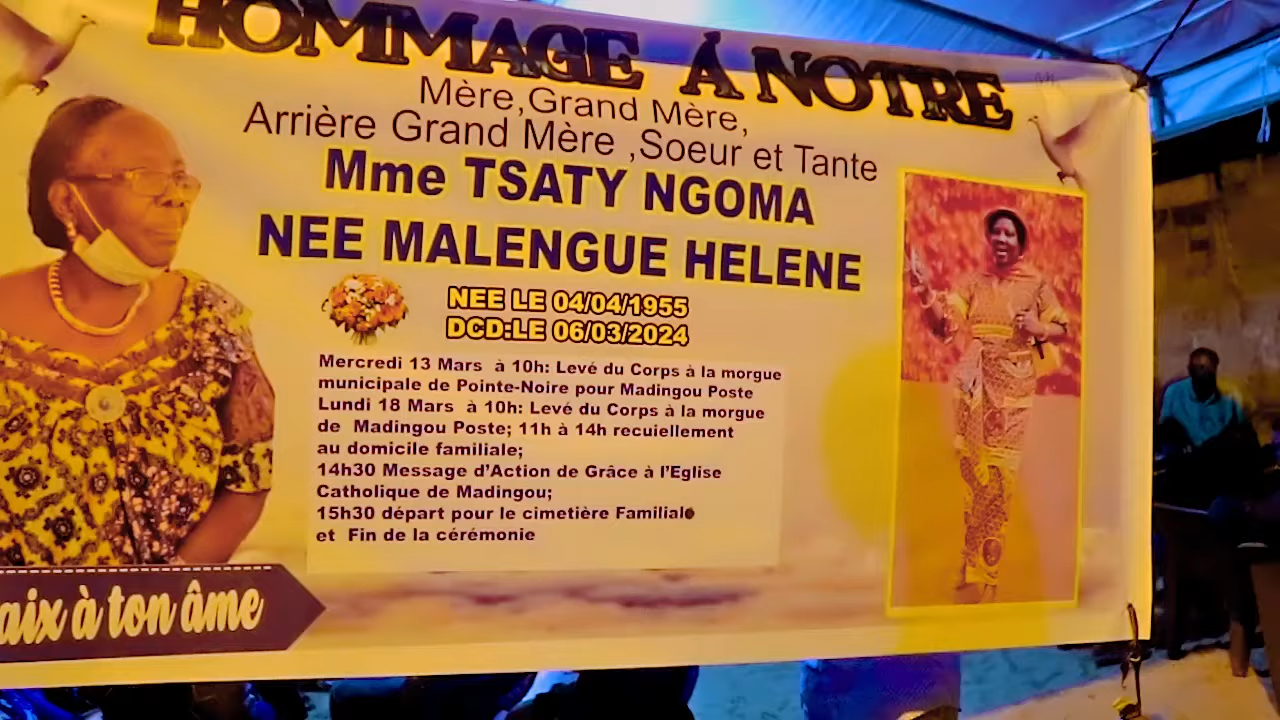 HOMMAGE Á NOTRE
Mère,Grand Mère,
Arrière Grand Mère ,Soeur et Tante
Mme TSATY NGOMA
NEE MALENGUE HELENE
NEE LE 04/04/1955
DCD:LE 06/03/2024
Mercredi 13 Mars à 10h: Levé du Corps à la morgue
municipale de Pointe-Noire pour Madingou Poste
Lundi 18 Mars à 10h: Levé du Corps à la morgue
de Madingou Poste; 11h à 14h recuiellement
au domicile familiale;
14h30 Message d'Action de Grâce à l'Eglise
Catholique de Madingou;
15h30 départ pour le cimetière Familiale
et Fin de la cérémonie
aix à ton âme